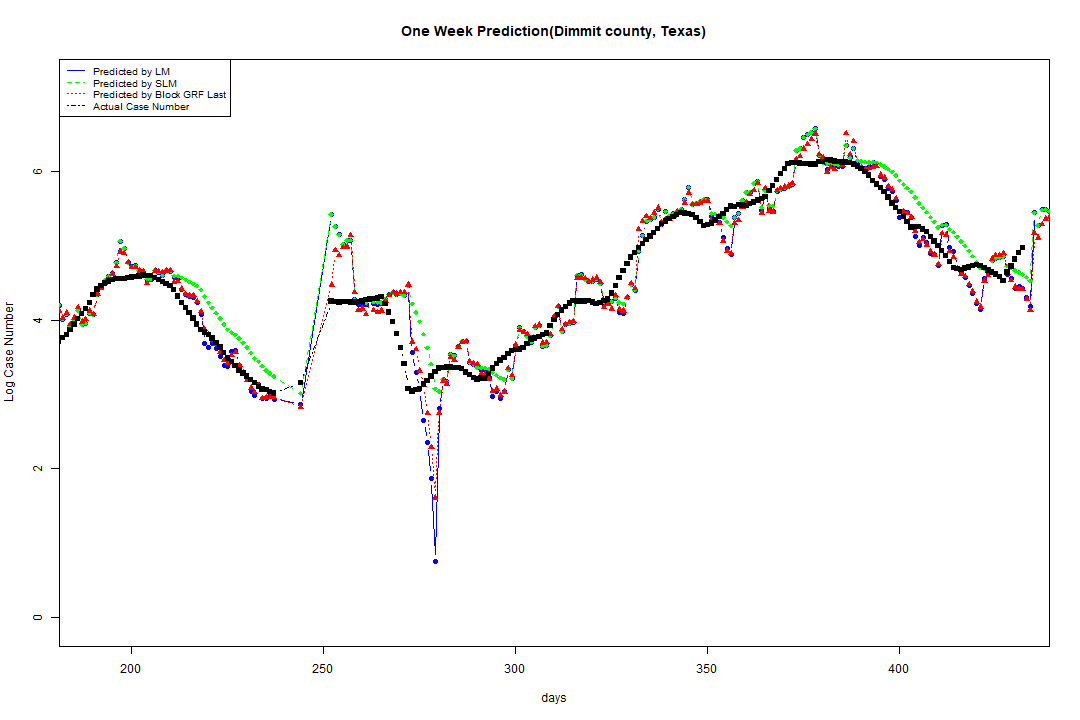 One Week Prediction(Dimmit county, Texas)
Predicted by LM
Predicted by SLM
Predicted by Block GRF Last
Actual Case Number
6
4
2
0
Log Case Number
200
250
300
350
400
days